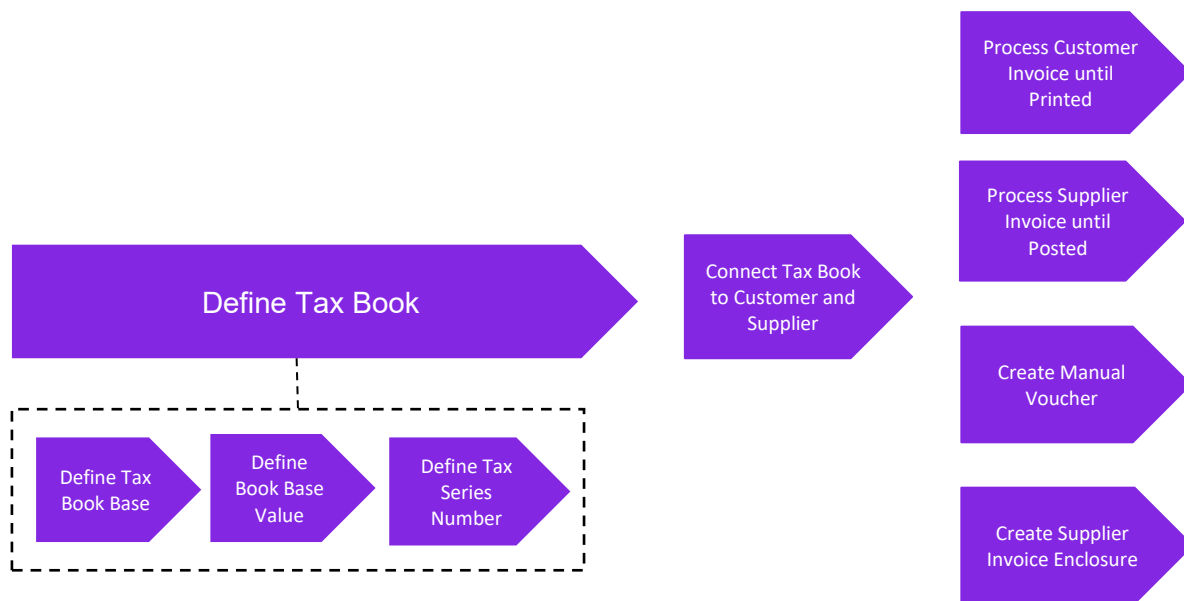 Process Customer
Invoice until
Printed
Process Supplier
Invoice until
Posted
Define Tax Book
Connect Tax Book
to Customer and
Supplier
Create Manual
Voucher
Define Tax
Book Base
Define
Book Base
Value
Define Tax
Series
Number
Create Supplier
Invoice Enclosure